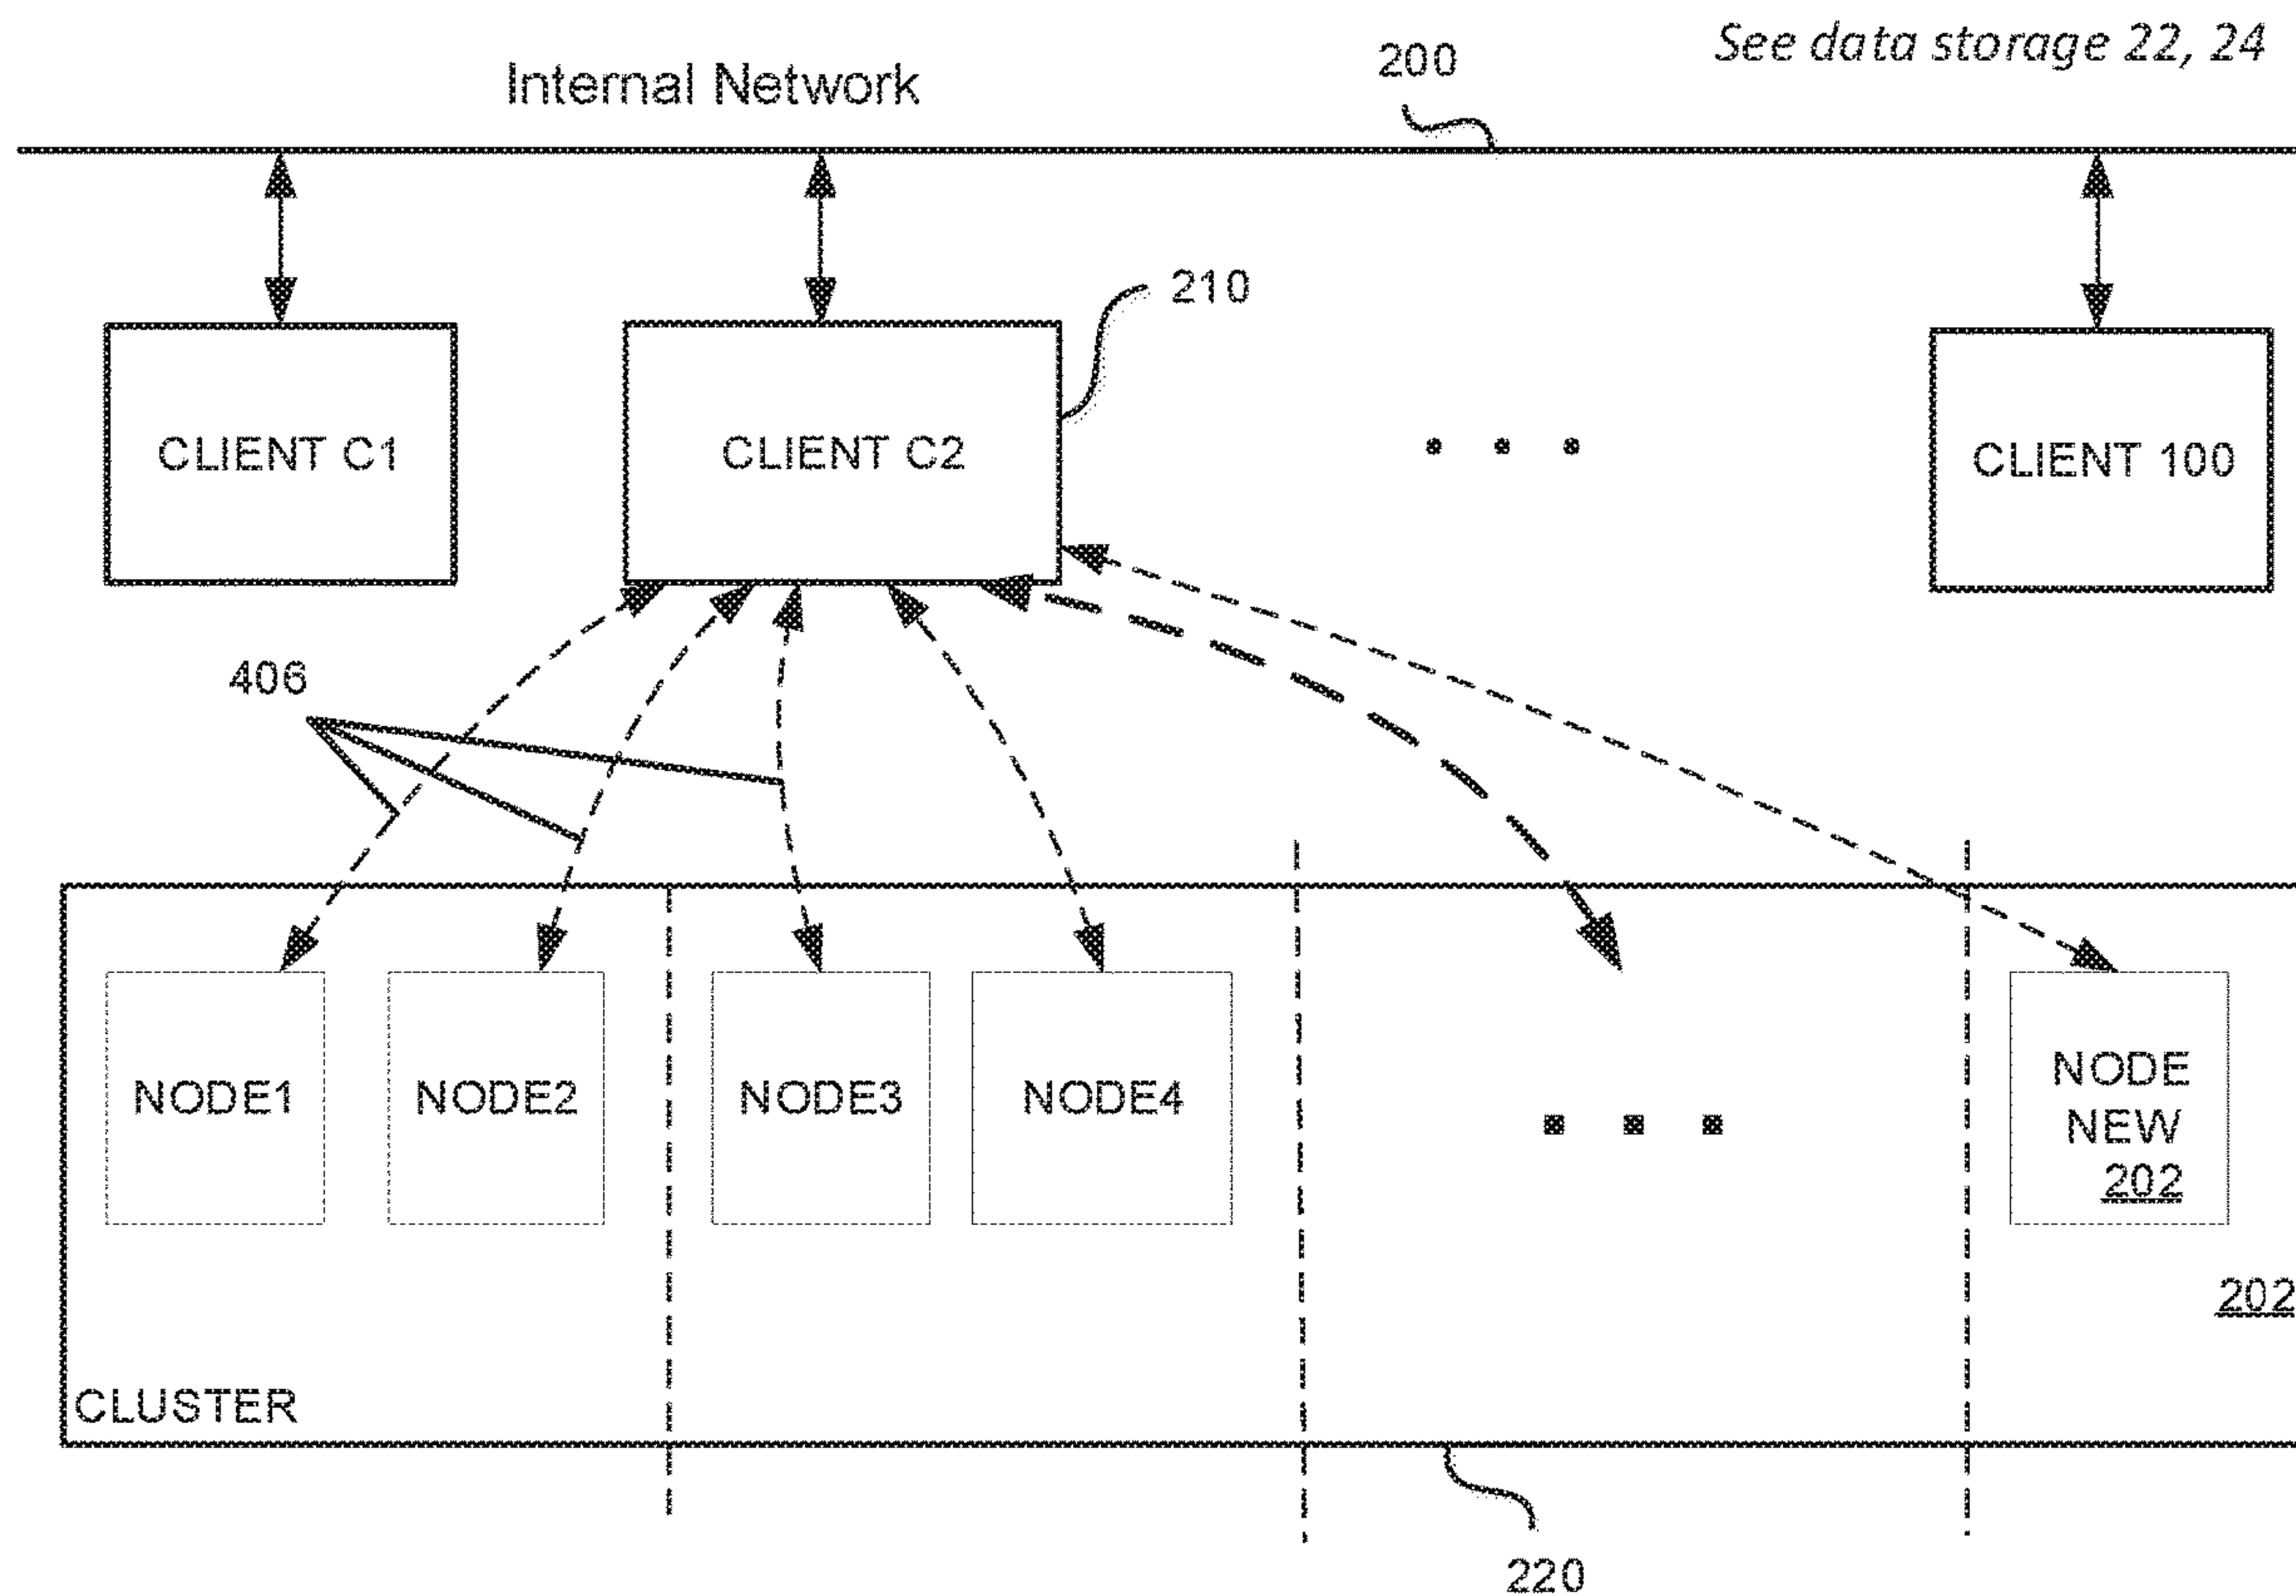 See data storage 22, 24
200
Internal Network
210
CLIENT C1
CLIENT C2
CLIENT 100
406
NODE1
NODE2
NODE3
NODE4
NODE
NEW
202
202
CLUSTER
220